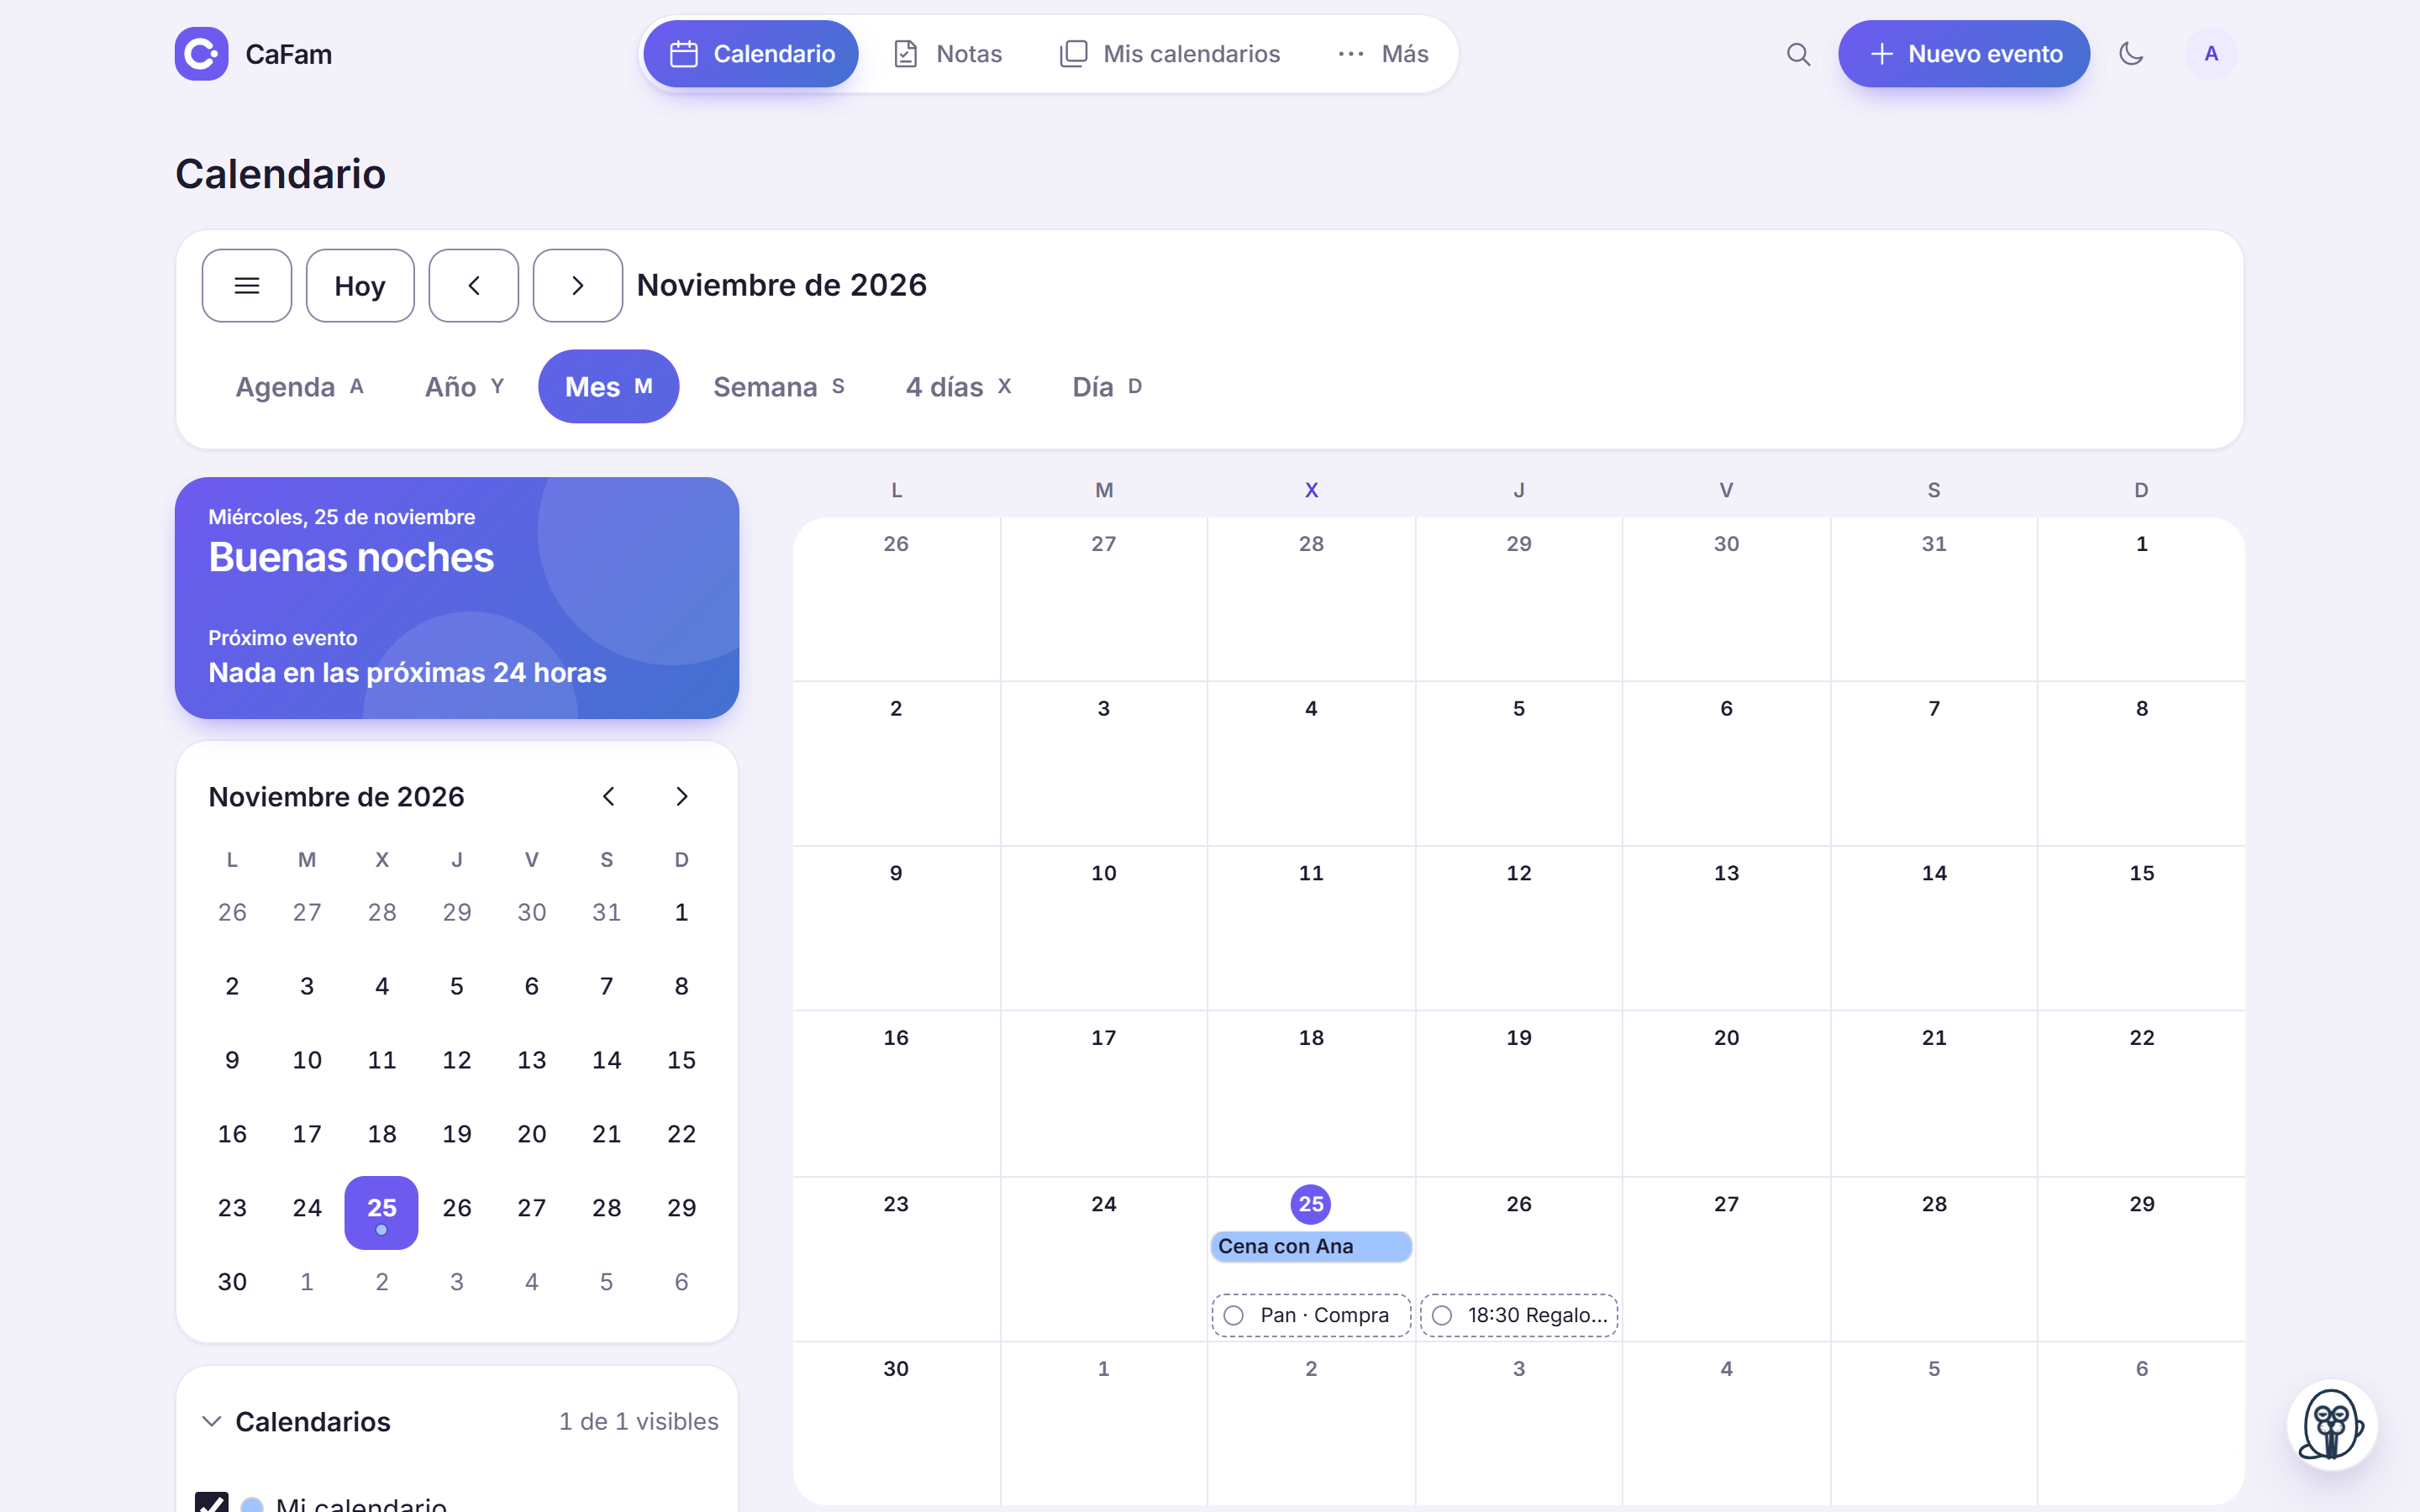 CaFam
Calendario
Notas
Mis calendarios
Más
Nuevo evento
A
Calendario
Hoy
Noviembre de 2026
Agenda A
Año Y
Mes M
Semana S
4 días X
Día D
Miércoles, 25 de noviembre
Buenas noches
Próximo evento
Nada en las próximas 24 horas
Noviembre de 2026
L M X J V S D
26 27 28 29 30 31 1
2 3 4 5 6 7 8
9 10 11 12 13 14 15
16 17 18 19 20 21 22
23 24 25 26 27 28 29
30 1 2 3 4 5 6
Calendarios
1 de 1 visibles
Mi calendario
L M X J V S D
26 27 28 29 30 31 1
2 3 4 5 6 7 8
9 10 11 12 13 14 15
16 17 18 19 20 21 22
23 24 25 26 27 28 29
Cena con Ana
Pan · Compra
18:30 Regalo...
30 1 2 3 4 5 6